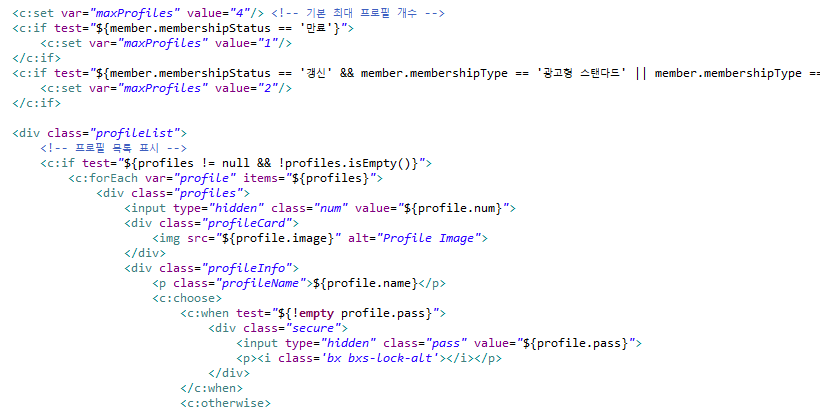 <c:set var="maxProfiles" value="4"/> <!-- 기본 최대 프로필 개수 -->
<c:if test="${member.membershipStatus == '만료'}">
    <c:set var="maxProfiles" value="1"/>
</c:if>
<c:if test="${member.membershipStatus == '갱신' && member.membershipType == '광고형 스탠다드' || member.membershipType ==
    <c:set var="maxProfiles" value="2"/>
</c:if>

<div class="profileList">
    <!-- 프로필 목록 표시 -->
    <c:if test="${profiles != null && !profiles.isEmpty()}">
        <c:forEach var="profile" items="${profiles}">
            <div class="profiles">
                <input type="hidden" class="num" value="${profile.num}">
                <div class="profileCard">
                    <img src="${profile.image}" alt="Profile Image">
                </div>
                <div class="profileInfo">
                    <p class="profileName">${profile.name}</p>
                    <c:choose>
                        <c:when test="${!empty profile.pass}">
                            <div class="secure">
                                <input type="hidden" class="pass" value="${profile.pass}">
                                <p><i class='bx bxs-lock-alt'></i></p>
                            </div>
                        </c:when>
                        <c:otherwise>